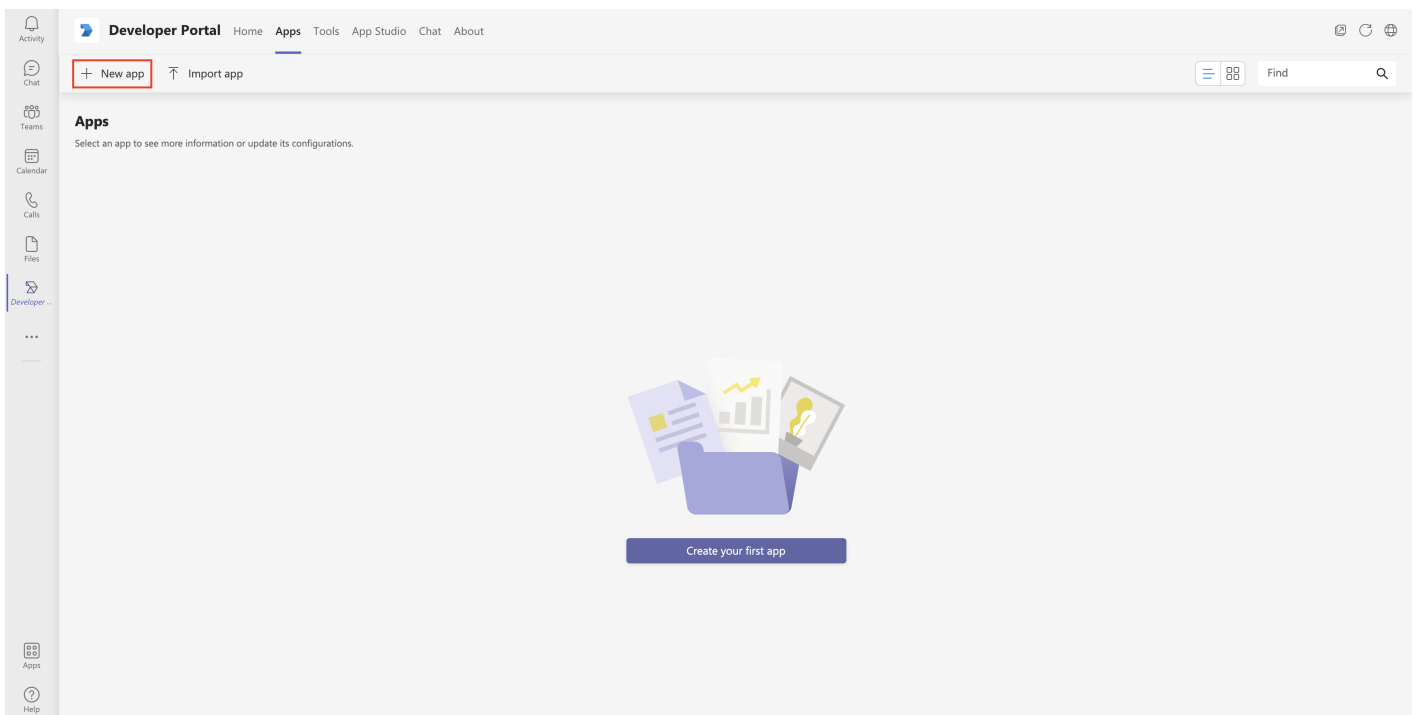 Activity
Chat
Teams
Calendar
Calls
Files
Developer ...
Apps
Help
Developer Portal Home Apps Tools App Studio Chat About
New app Import app Find
Apps
Select an app to see more information or update its configurations.
Create your first app